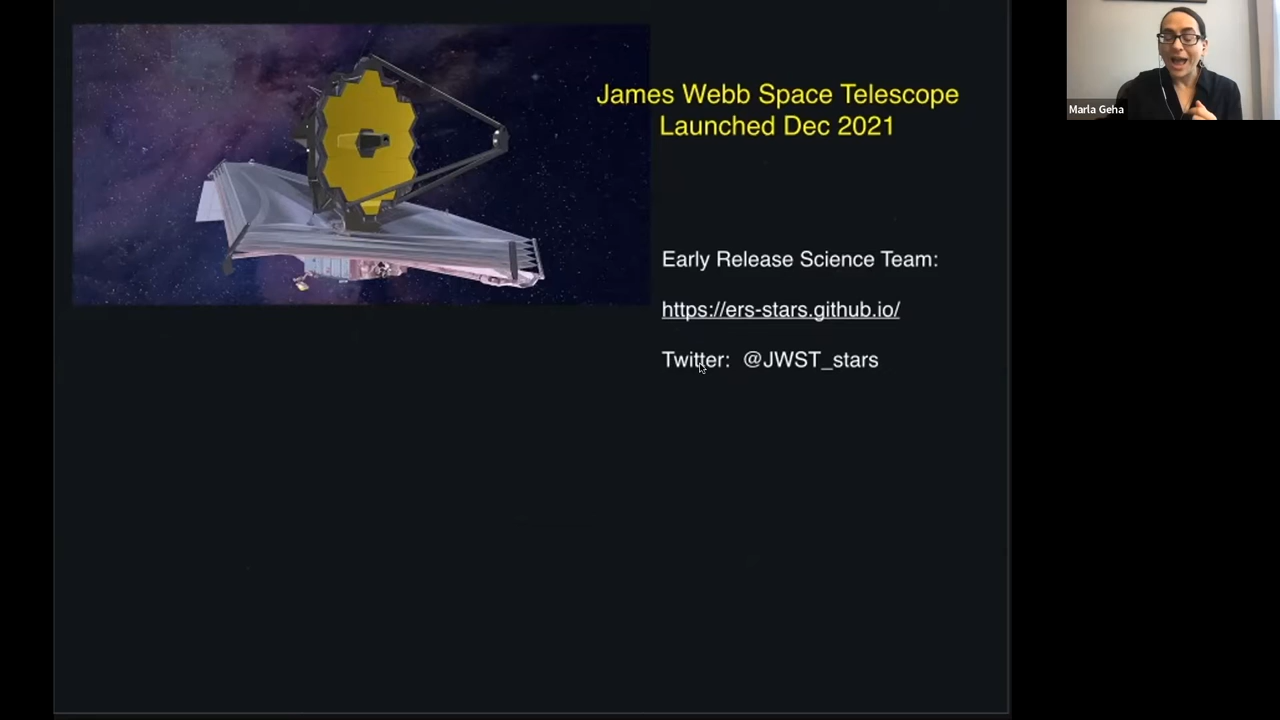 James Webb Space Telescope
Launched Dec 2021
Early Release Science Team:
https://ers-stars.github.io/
Twitter: @JWST_stars
Marla Geha